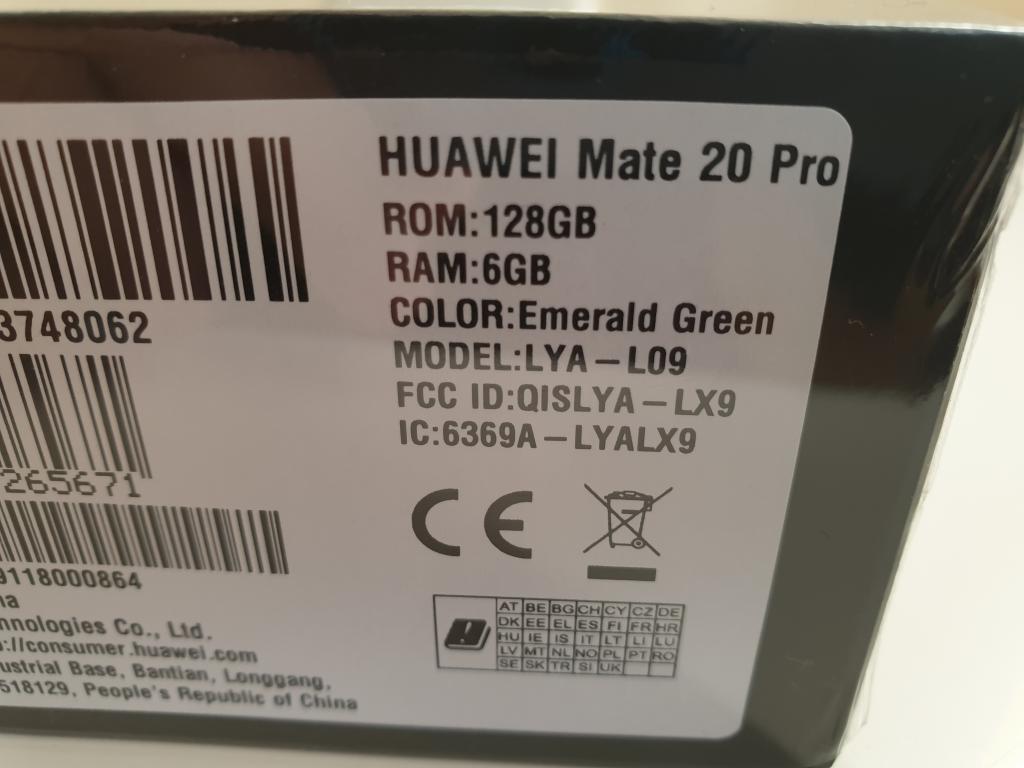 HUAWEI Mate 20 Pro
ROM:128GB
RAM:6GB
COLOR:Emerald Green
MODEL:LYA-L09
FCC ID:QISLYA-LX9
IC:6369A-LYALX9
CE
AT BE BG CH CY CZ DE
DK EE EL ES FI FR HR
HU IE IS IT LT LI LU
LV MT NL NO PL PT RO
SE SK TR SI UK
3748062
265671
9118000864
na
nnologies Co., Ltd.
://consumer.huawei.com
ustrial Base, Bantian, Longgang,
518129, People's Republic of China